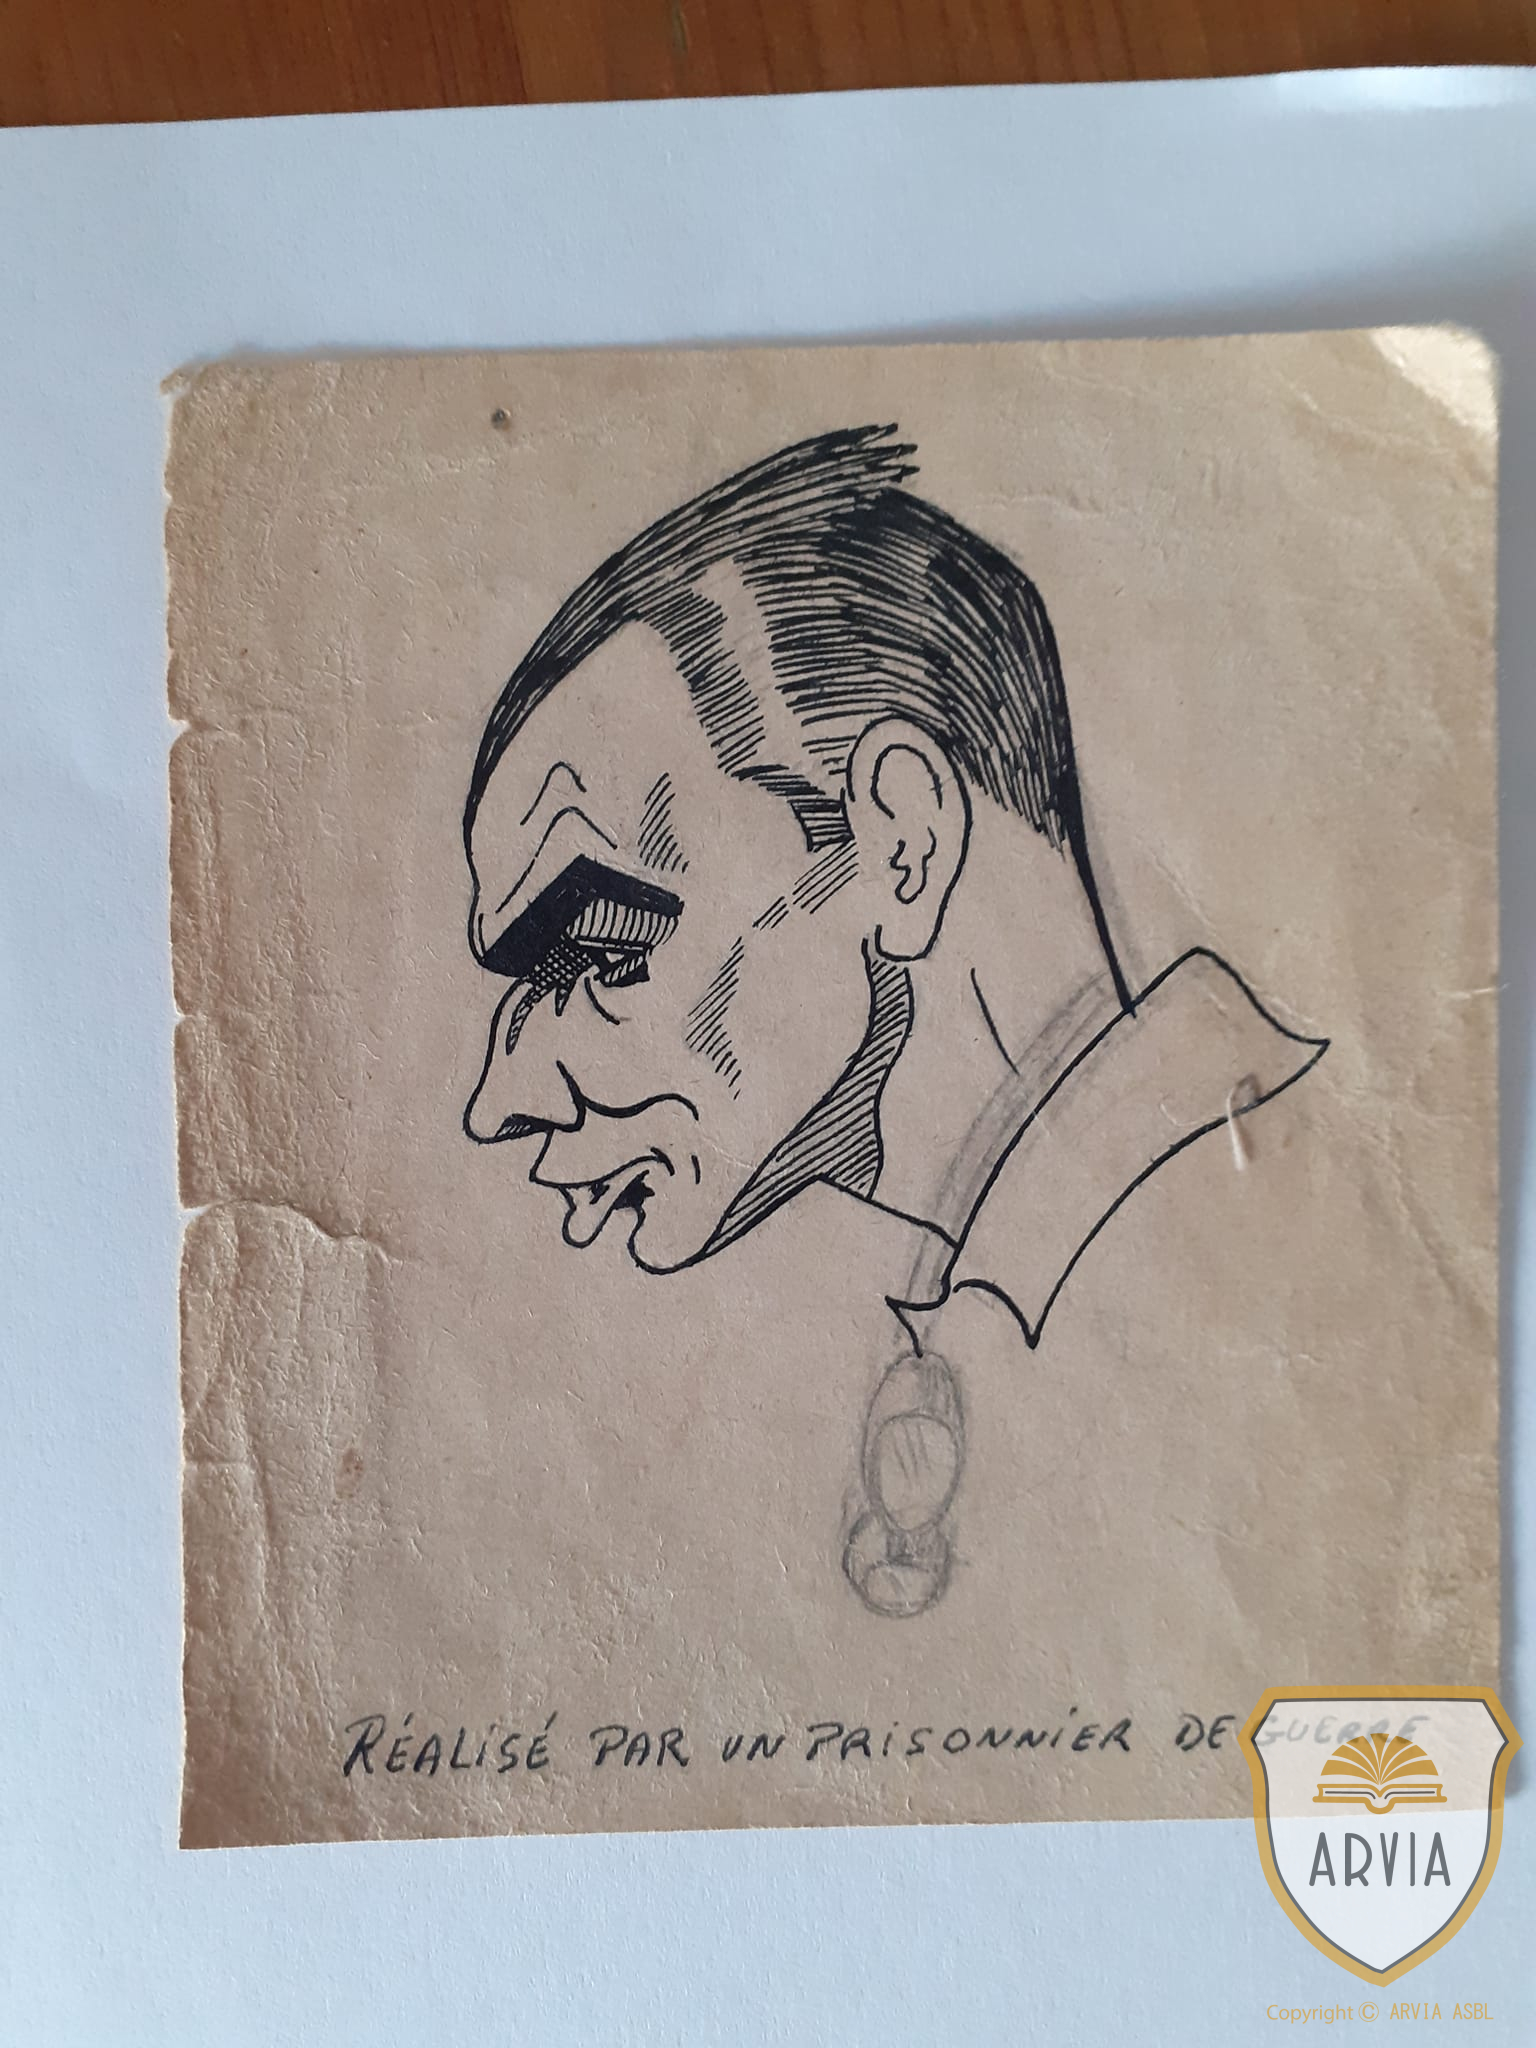 RÉALISÉ PAR UN PRISONNIER DE GUERRE
ARVIA
Copyright © ARVIA ASBL